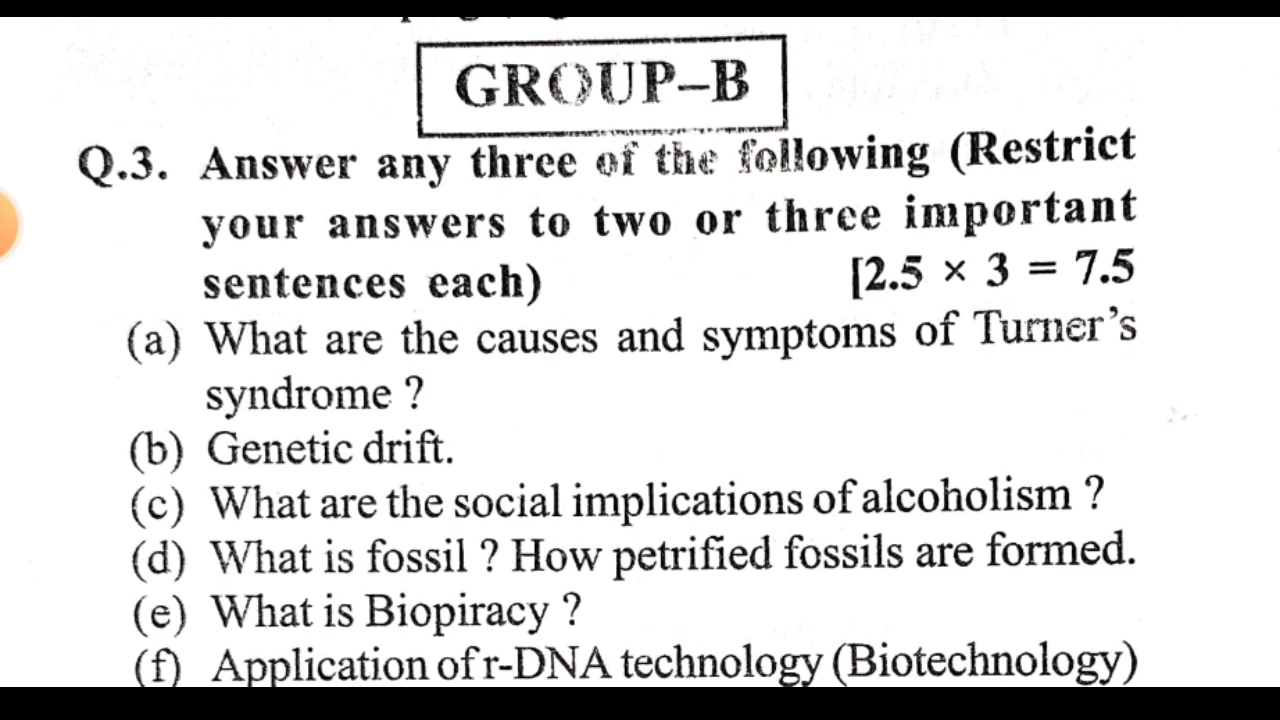 GROUP–B
Q.3. Answer any three of the following (Restrict
your answers to two or three important
sentences each) [2.5 × 3 = 7.5
(a) What are the causes and symptoms of Turner's
syndrome ?
(b) Genetic drift.
(c) What are the social implications of alcoholism ?
(d) What is fossil ? How petrified fossils are formed.
(e) What is Biopiracy ?
(f) Application of r-DNA technology (Biotechnology)